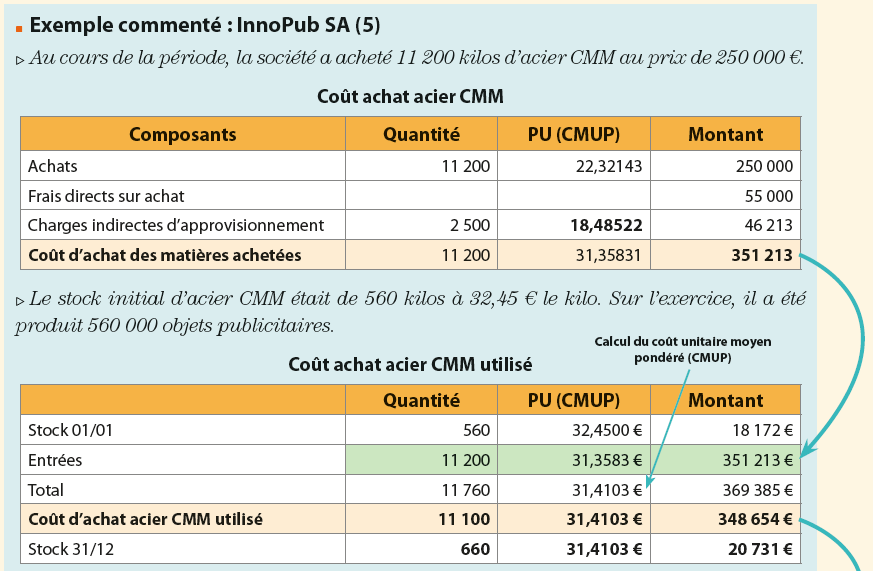 Exemple commenté : InnoPub SA (5)
▷ Au cours de la période, la société a acheté 11 200 kilos d'acier CMM au prix de 250 000 €.
Coût achat acier CMM
Composants Quantité PU (CMUP) Montant
Achats 11 200 22,32143 250 000
Frais directs sur achat 55 000
Charges indirectes d'approvisionnement 2 500 18,48522 46 213
Coût d'achat des matières achetées 11 200 31,35831 351 213
▷ Le stock initial d'acier CMM était de 560 kilos à 32,45 € le kilo. Sur l'exercice, il a été
produit 560 000 objets publicitaires.
Calcul du coût unitaire moyen
pondéré (CMUP)
Coût achat acier CMM utilisé
Quantité PU (CMUP) Montant
Stock 01/01 560 32,4500 € 18 172 €
Entrées 11 200 31,3583 € 351 213 €
Total 11 760 31,4103 € 369 385 €
Coût d'achat acier CMM utilisé 11 100 31,4103 € 348 654 €
Stock 31/12 660 31,4103 € 20 731 €